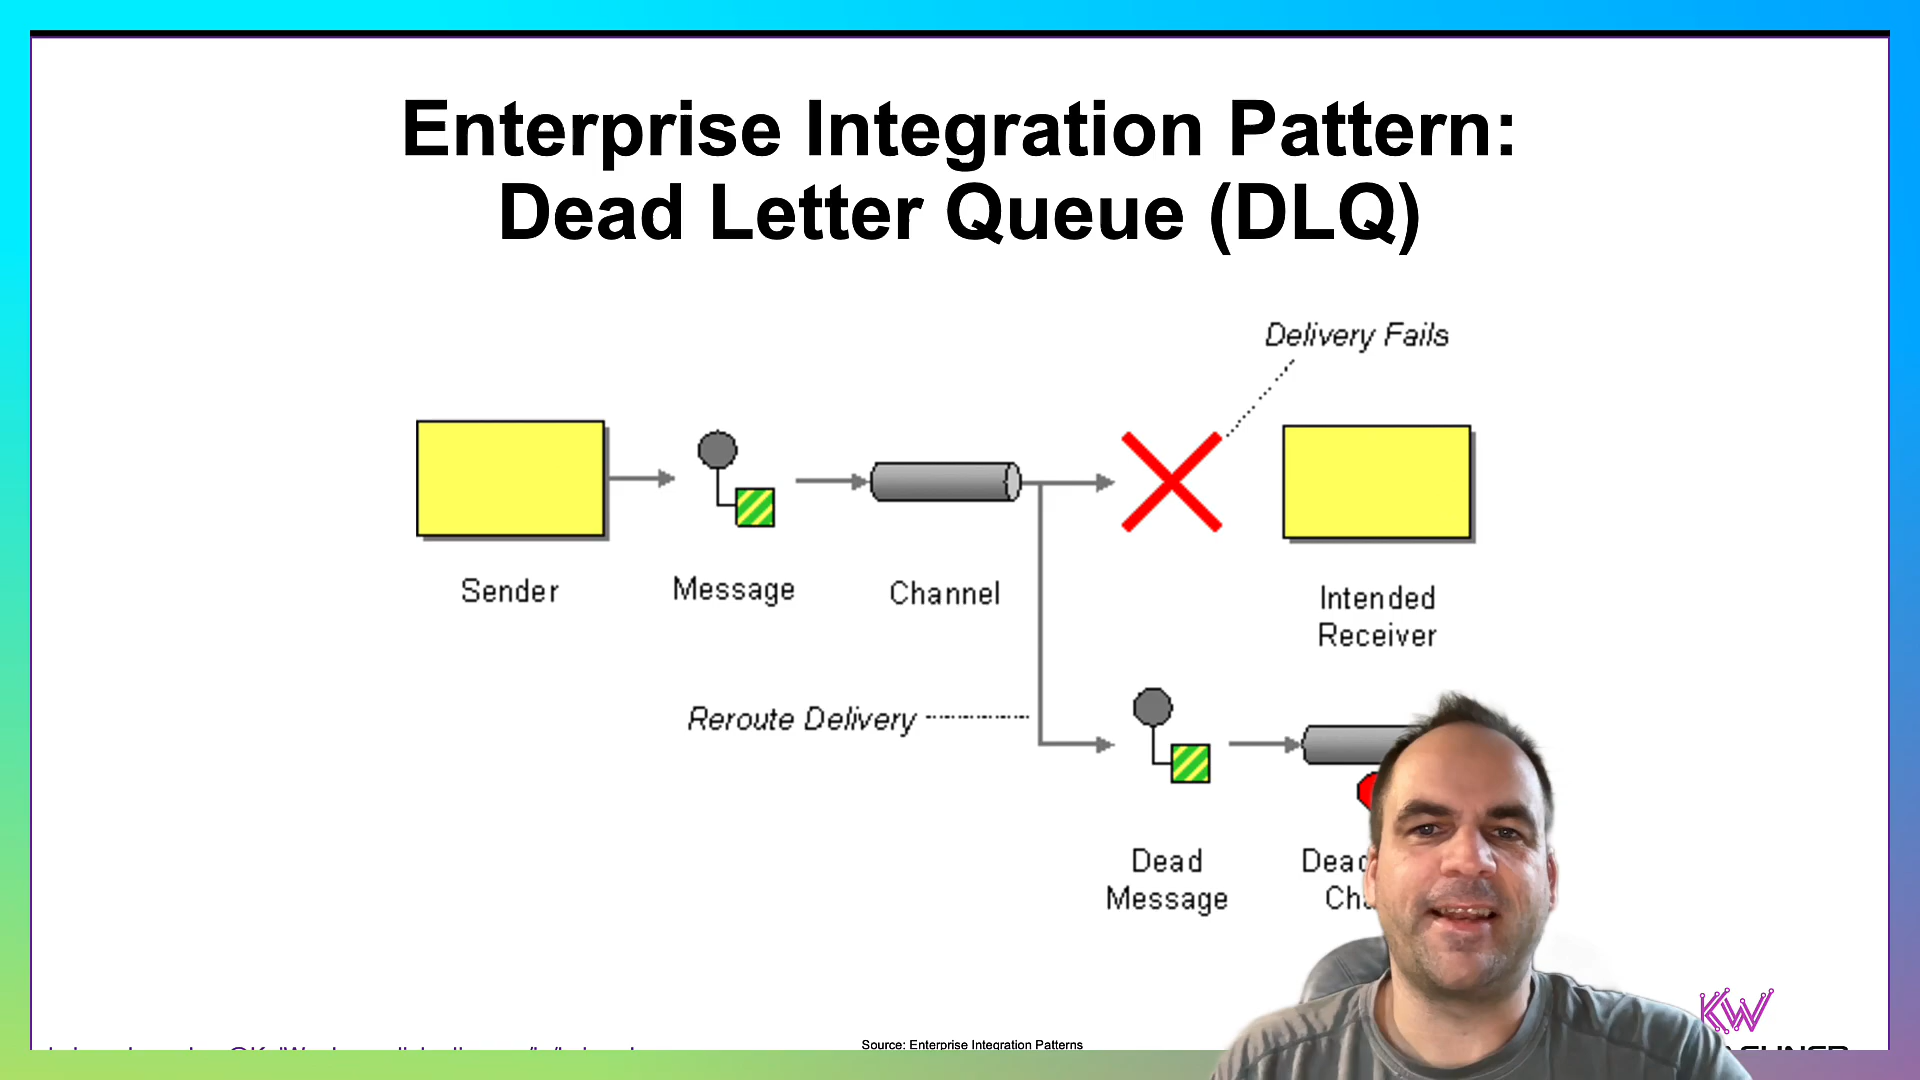 Enterprise Integration Pattern:
Dead Letter Queue (DLQ)
Delivery Fails
Sender
Message
Channel
Intended
Receiver
Reroute Delivery
Dead
Message
Source: Enterprise Integration Patterns
KW